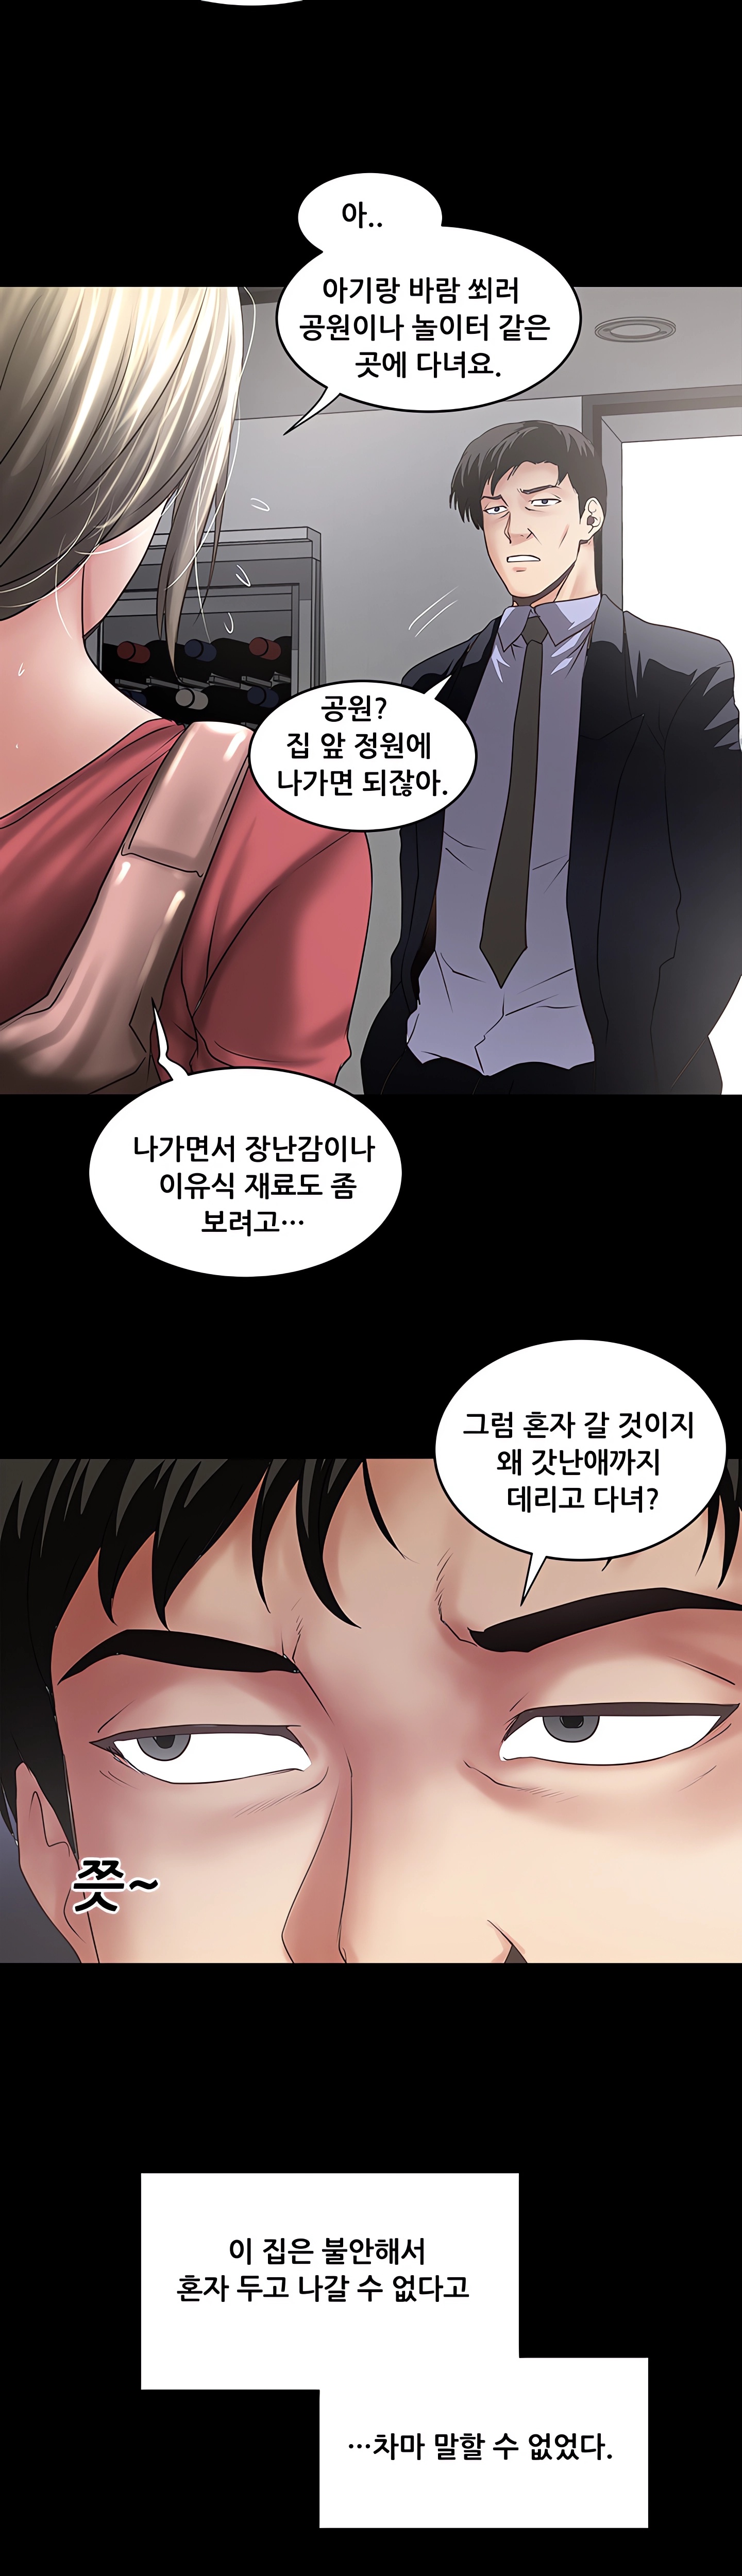 아..
아기랑 바람 쐬러
공원이나 놀이터 같은
곳에 다녀요.
공원?
집 앞 정원에
나가면 되잖아.
나가면서 장난감이나
이유식 재료도 좀
보려고…
그럼 혼자 갈 것이지
왜 갓난애까지
데리고 다녀?
쯧~
이 집은 불안해서
혼자 두고 나갈 수 없다고
…차마 말할 수 없었다.